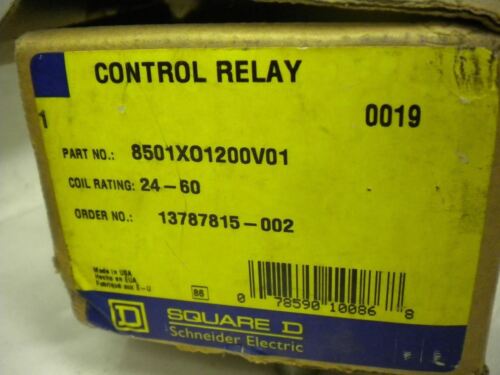 CONTROL RELAY
1
0019
PART NO.: 8501XO1200V01
COIL RATING: 24-60
ORDER NO.: 13787815-002
Made in USA
Hecho en EUA
Fabriqué aux E-U
86
0 78590 10086 8
D SQUARE D
Schneider Electric